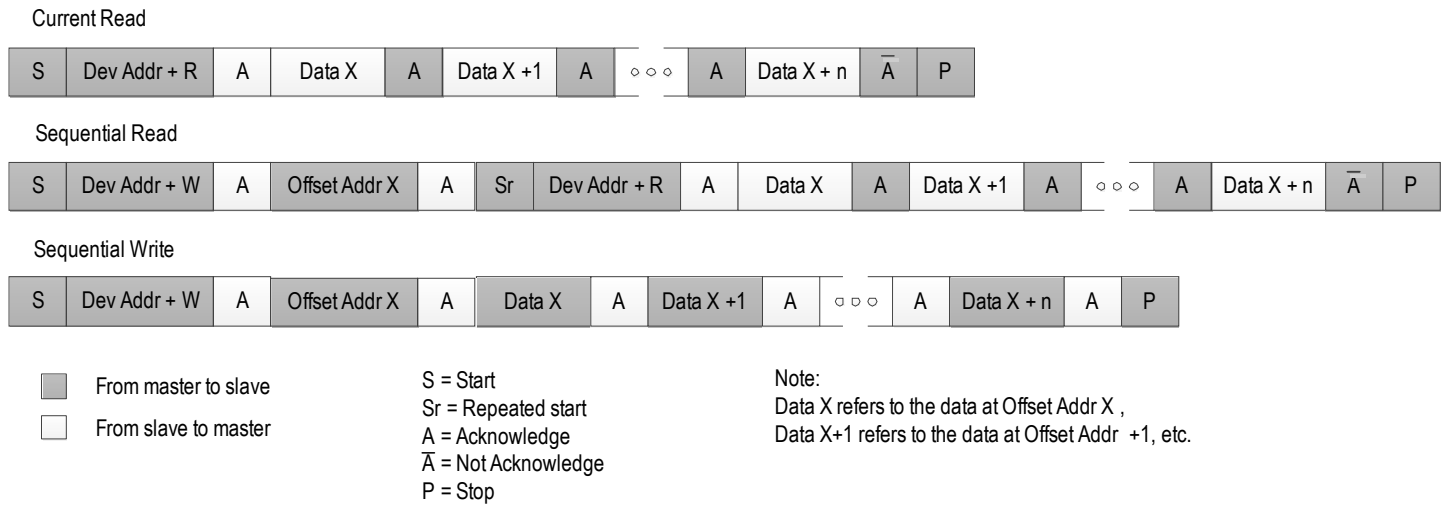 Current Read
S Dev Addr + R A Data X A Data X +1 A A Data X + n A̅ P
Sequential Read
S Dev Addr + W A Offset Addr X A Sr Dev Addr + R A Data X A Data X +1 A A Data X + n A̅ P
Sequential Write
S Dev Addr + W A Offset Addr X A Data X A Data X +1 A A Data X + n A P
From master to slave
From slave to master
S = Start
Sr = Repeated start
A = Acknowledge
A̅ = Not Acknowledge
P = Stop
Note:
Data X refers to the data at Offset Addr X ,
Data X+1 refers to the data at Offset Addr +1, etc.